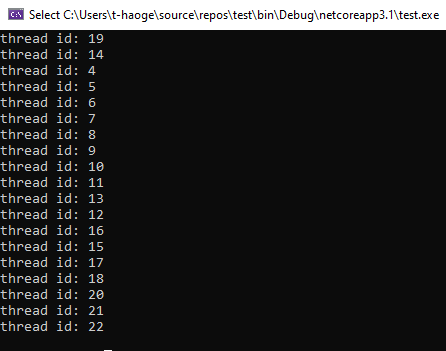 Select C:\Users\t-haoge\source\repos\test\bin\Debug\netcoreapp3.1\test.exe
thread id: 19
thread id: 14
thread id: 4
thread id: 5
thread id: 6
thread id: 7
thread id: 8
thread id: 9
thread id: 10
thread id: 11
thread id: 13
thread id: 12
thread id: 16
thread id: 15
thread id: 17
thread id: 18
thread id: 20
thread id: 21
thread id: 22